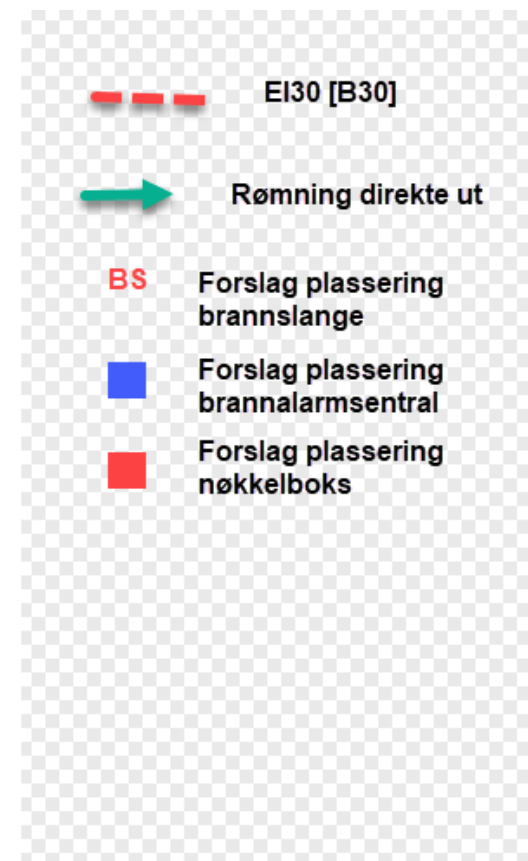 EI30 [B30]
Rømning direkte ut
BS
Forslag plassering
brannslange
Forslag plassering
brannalarmsentral
Forslag plassering
nøkkelboks